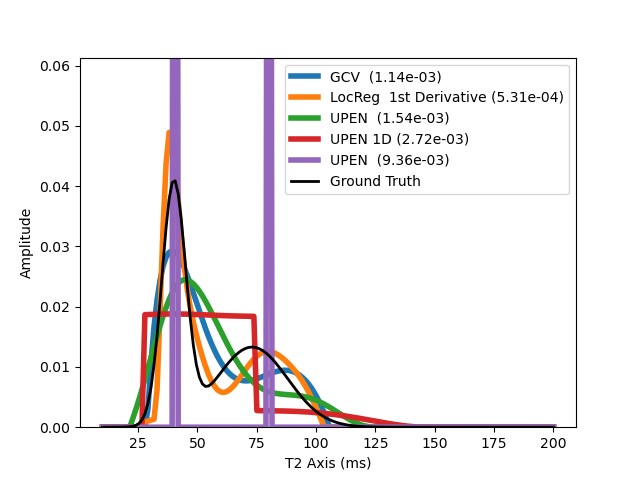 GCV  (1.14e-03)
LocReg  1st Derivative (5.31e-04)
UPEN  (1.54e-03)
UPEN 1D (2.72e-03)
UPEN  (9.36e-03)
Ground Truth
Amplitude
0.06
0.05
0.04
0.03
0.02
0.01
0.00
25 50 75 100 125 150 175 200
T2 Axis (ms)